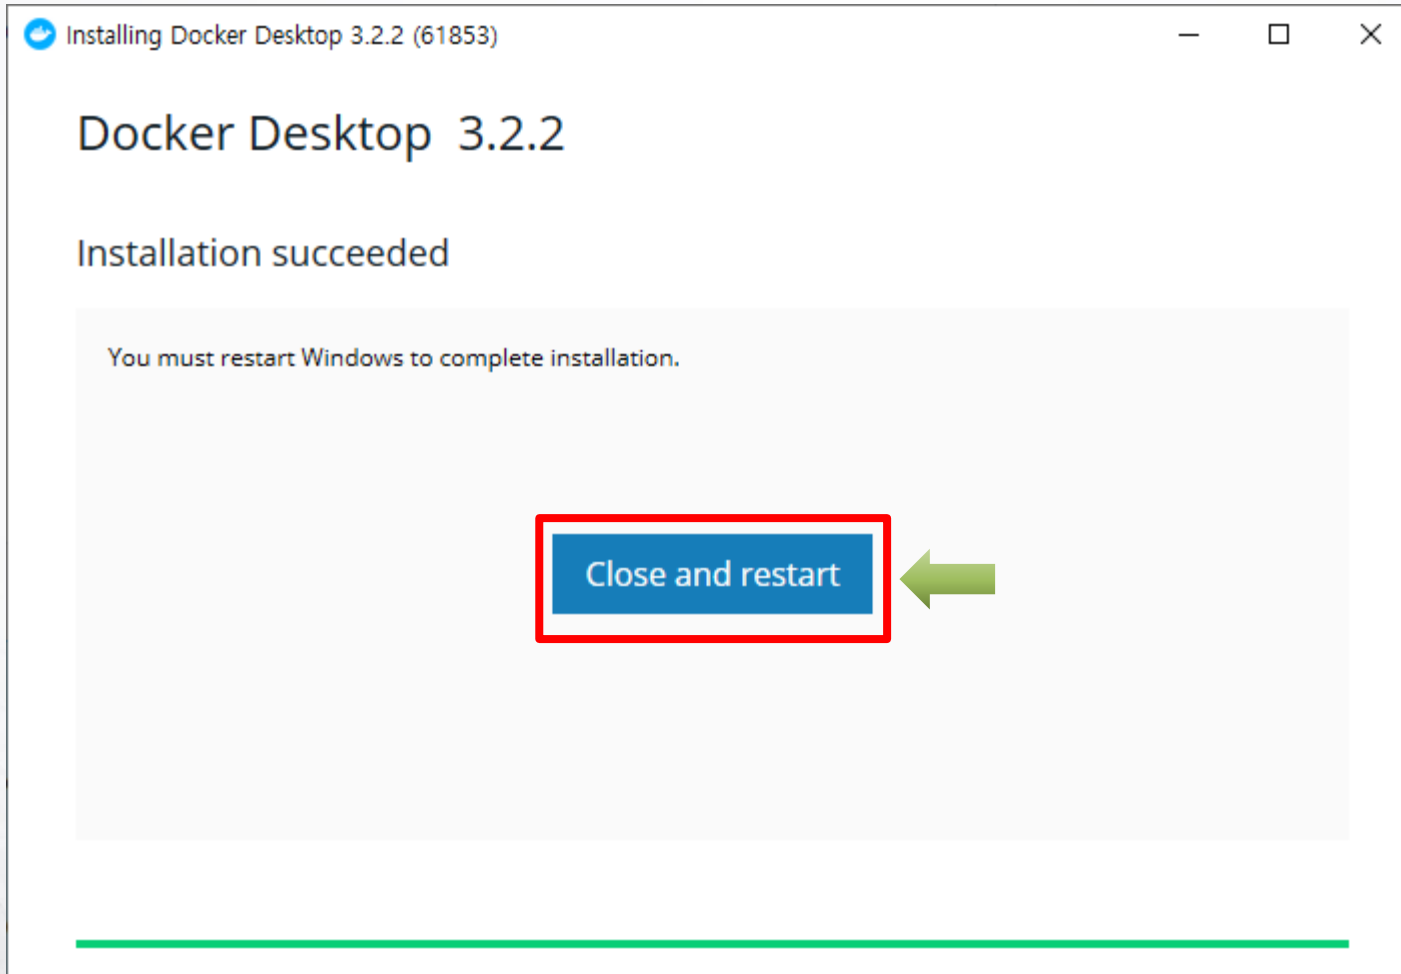 Installing Docker Desktop 3.2.2 (61853)
Docker Desktop 3.2.2
Installation succeeded
You must restart Windows to complete installation.
Close and restart